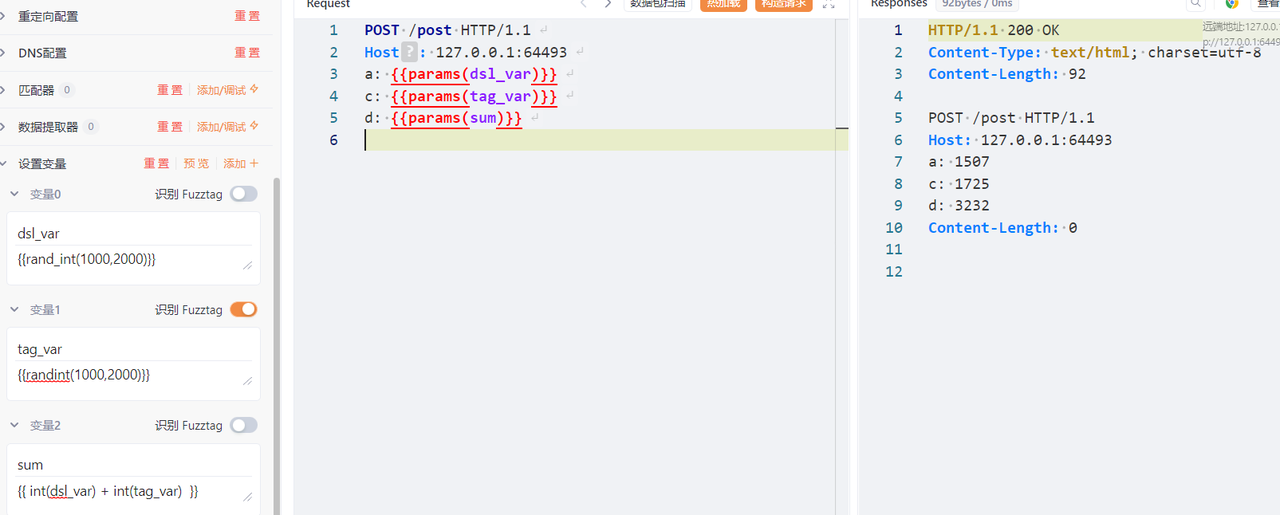 重定向配置 重 置
DNS配置 重 置
匹配器 0 重 置 添加/调试
数据提取器 0 重 置 添加/调试
设置变量 重 置 预 览 添加 +
变量0 识别 Fuzztag
dsl_var
{{rand_int(1000,2000)}}
变量1 识别 Fuzztag
tag_var
{{randint(1000,2000)}}
变量2 识别 Fuzztag
sum
{{ int(dsl_var) + int(tag_var)  }}
Request 数据包扫描 热加载 构造请求
1 POST /post HTTP/1.1
2 Host ? : 127.0.0.1:64493
3 a: {{params(dsl_var)}}
4 c: {{params(tag_var)}}
5 d: {{params(sum)}}
6
Responses 92bytes / 0ms 查看
远端地址:127.0.0.
p://127.0.0.1:6449
1 HTTP/1.1 200 OK
2 Content-Type: text/html; charset=utf-8
3 Content-Length: 92
4
5 POST /post HTTP/1.1
6 Host: 127.0.0.1:64493
7 a: 1507
8 c: 1725
9 d: 3232
10 Content-Length: 0
11
12